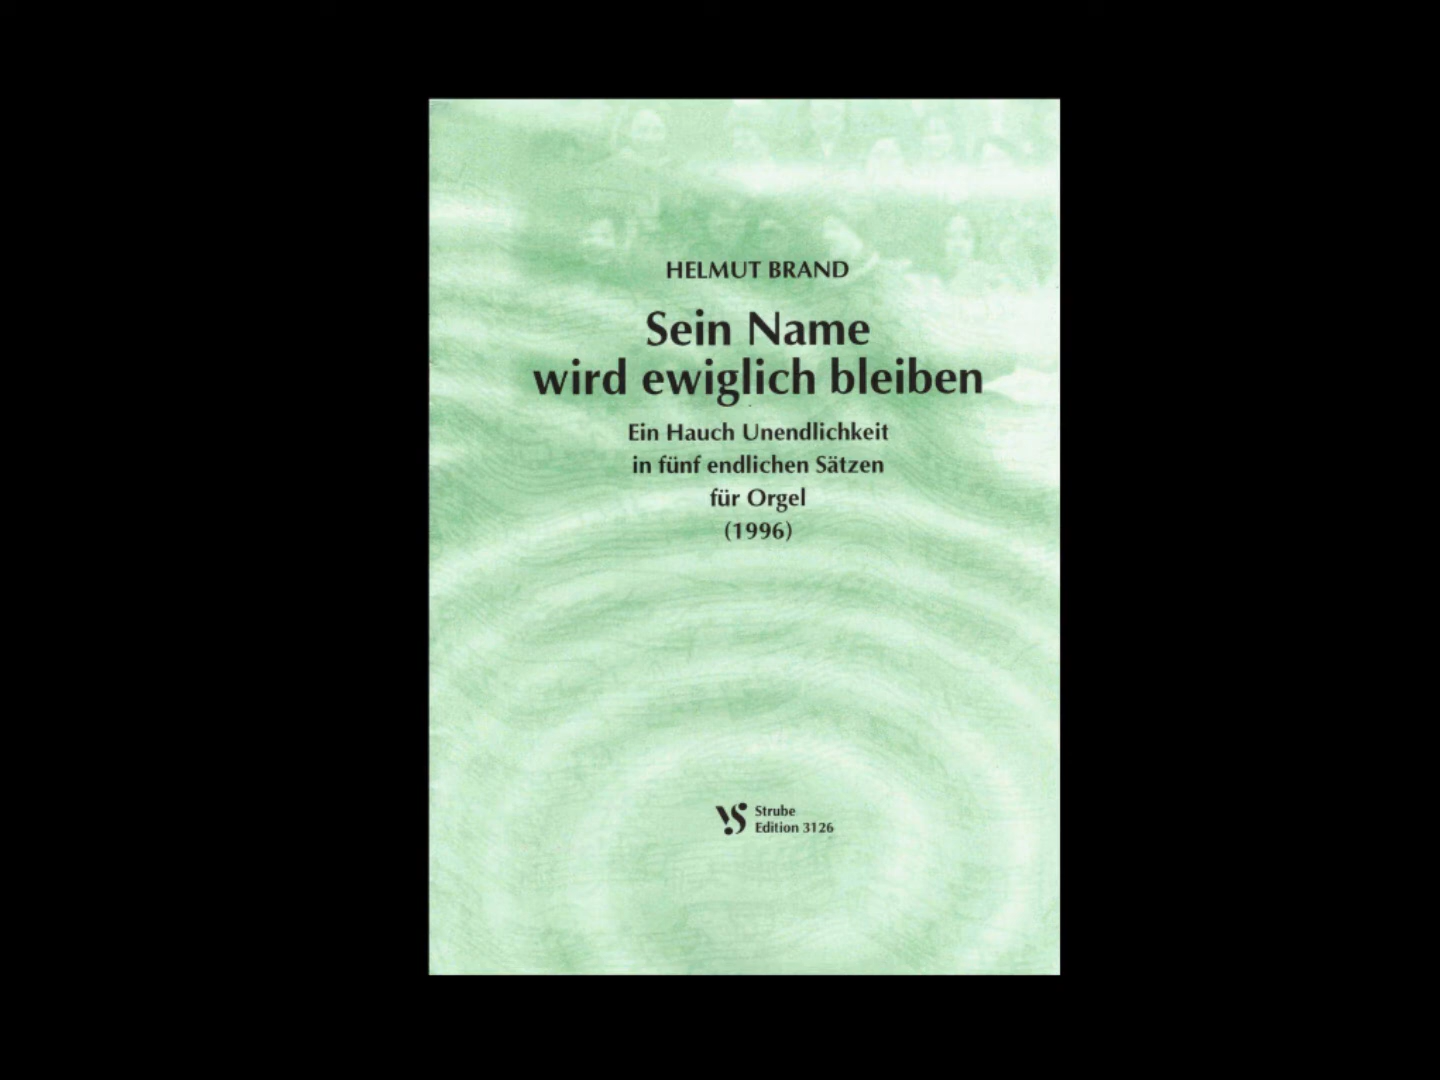 HELMUT BRAND
Sein Name
wird ewiglich bleiben
Ein Hauch Unendlichkeit
in fünf endlichen Sätzen
für Orgel
(1996)
VS
Strube
Edition 3126